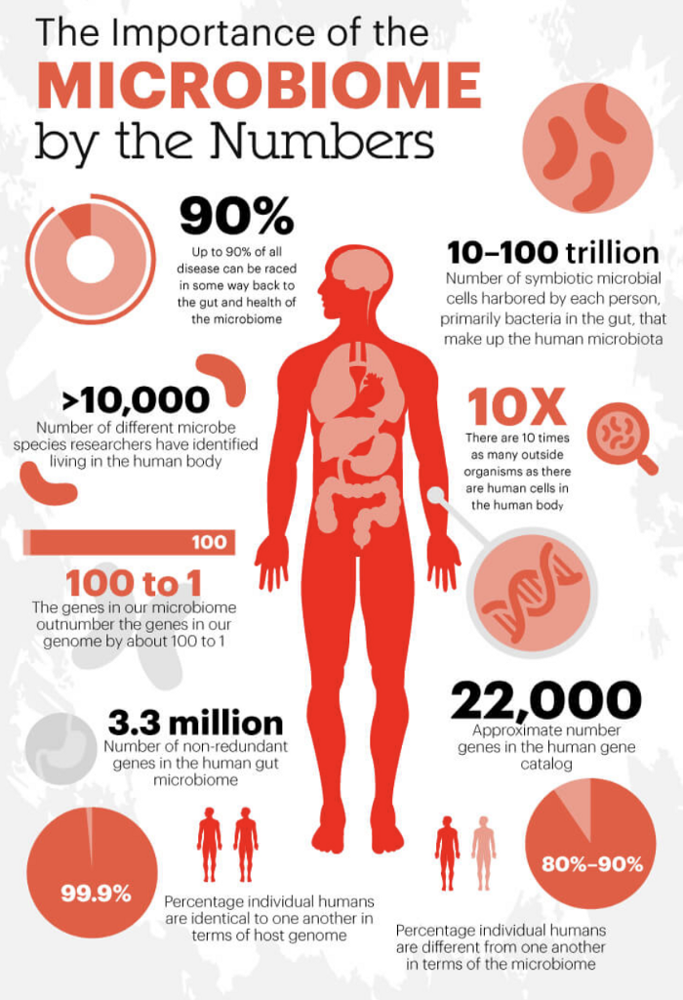 The Importance of the
MICROBIOME
by the Numbers
90%
Up to 90% of all
disease can be raced
in some way back to
the gut and health of
the microbiome
10–100 trillion
Number of symbiotic microbial
cells harbored by each person,
primarily bacteria in the gut, that
make up the human microbiota
>10,000
Number of different microbe
species researchers have identified
living in the human body
10X
There are 10 times
as many outside
organisms as there
are human cells in
the human body
100
100 to 1
The genes in our microbiome
outnumber the genes in our
genome by about 100 to 1
22,000
Approximate number
genes in the human gene
catalog
3.3 million
Number of non-redundant
genes in the human gut
microbiome
99.9%
Percentage individual humans
are identical to one another in
terms of host genome
80%–90%
Percentage individual humans
are different from one another
in terms of the microbiome